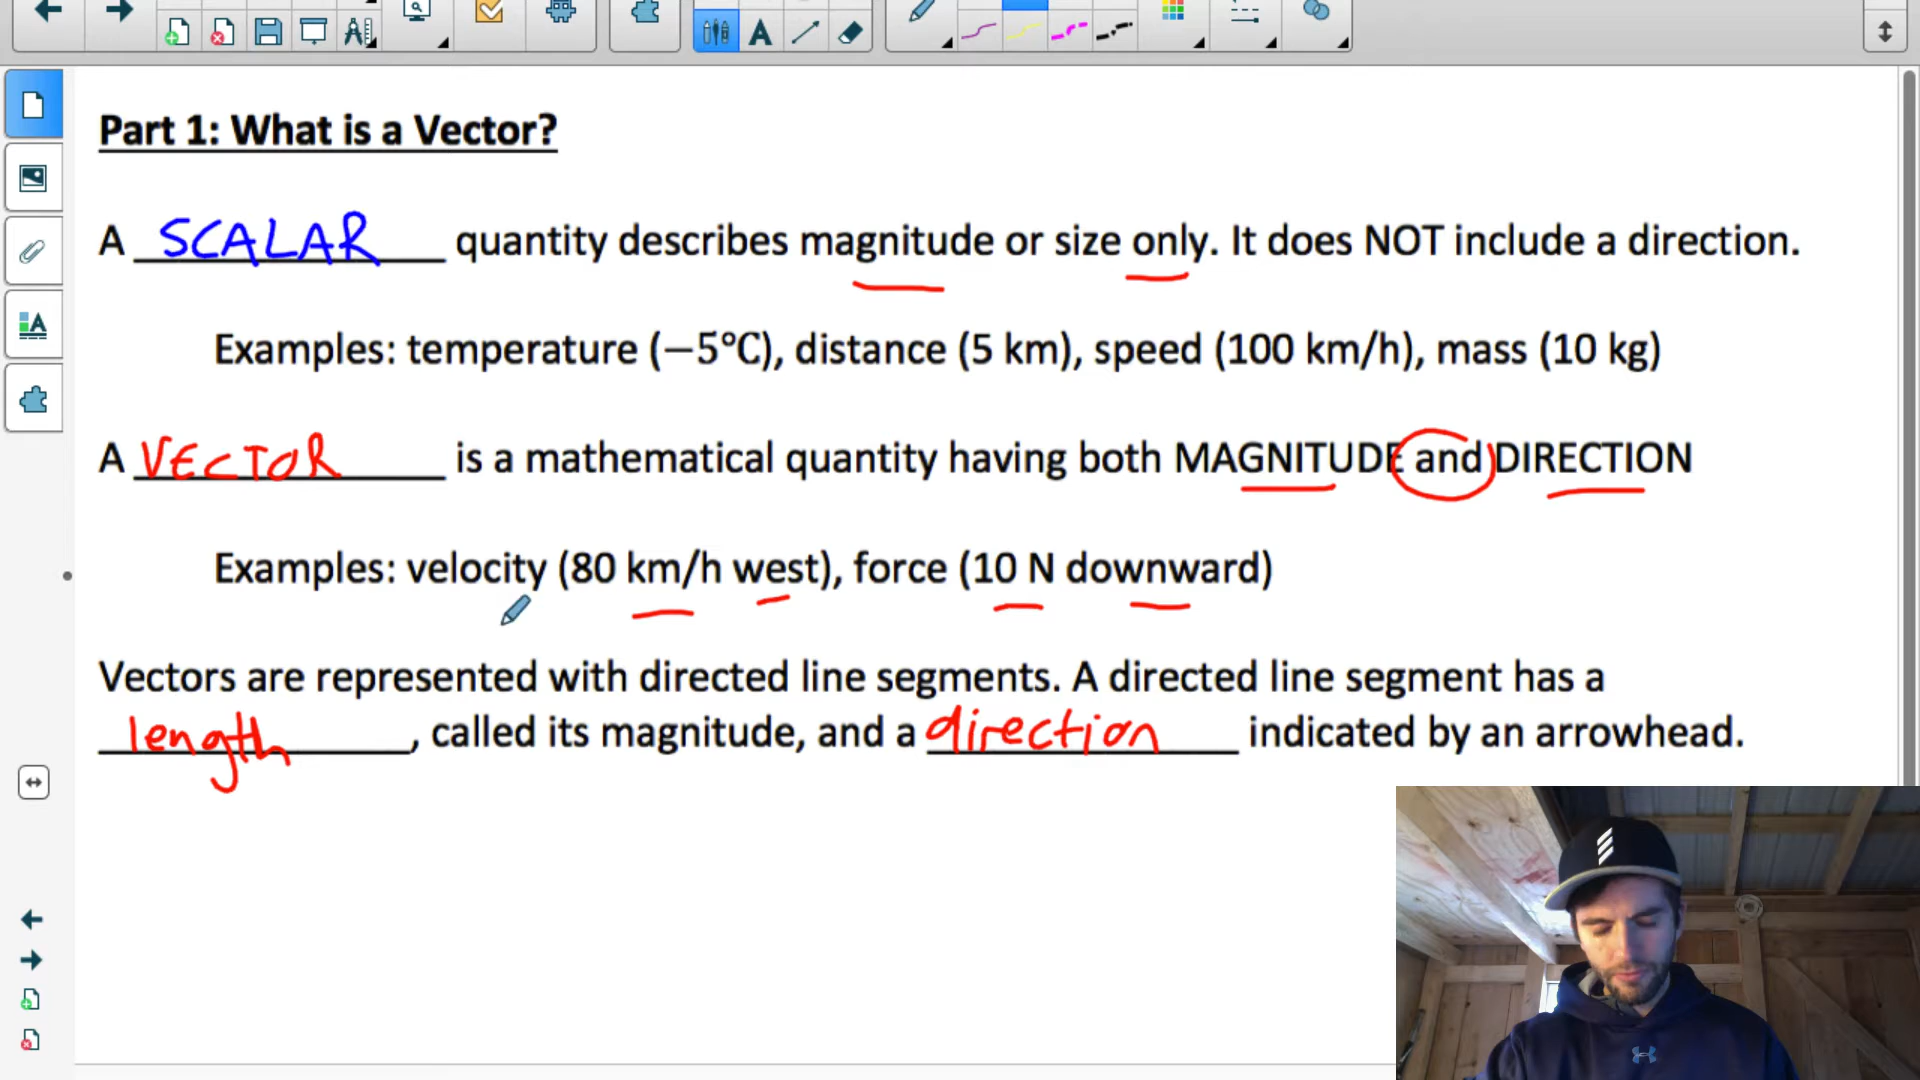 Part 1: What is a Vector?
A SCALAR quantity describes magnitude or size only. It does NOT include a direction.
Examples: temperature (−5°C), distance (5 km), speed (100 km/h), mass (10 kg)
A VECTOR is a mathematical quantity having both MAGNITUDE and DIRECTION
Examples: velocity (80 km/h west), force (10 N downward)
Vectors are represented with directed line segments. A directed line segment has a
length, called its magnitude, and a direction indicated by an arrowhead.